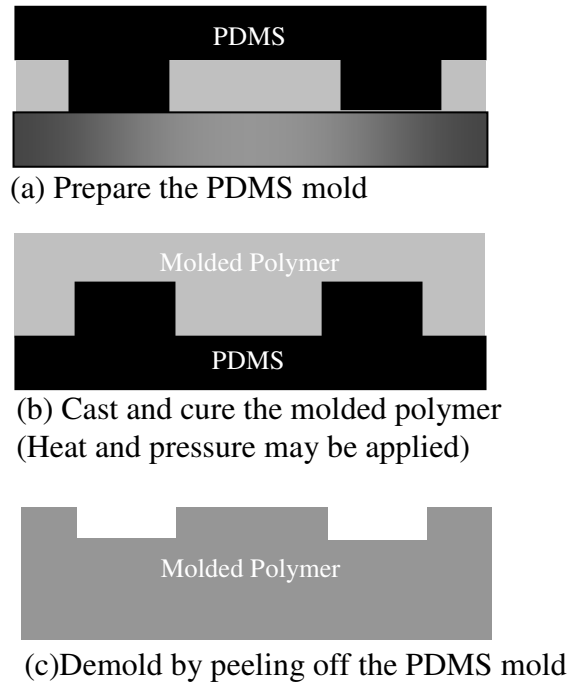 PDMS
(a) Prepare the PDMS mold
Molded Polymer
PDMS
(b) Cast and cure the molded polymer
(Heat and pressure may be applied)
Molded Polymer
(c)Demold by peeling off the PDMS mold